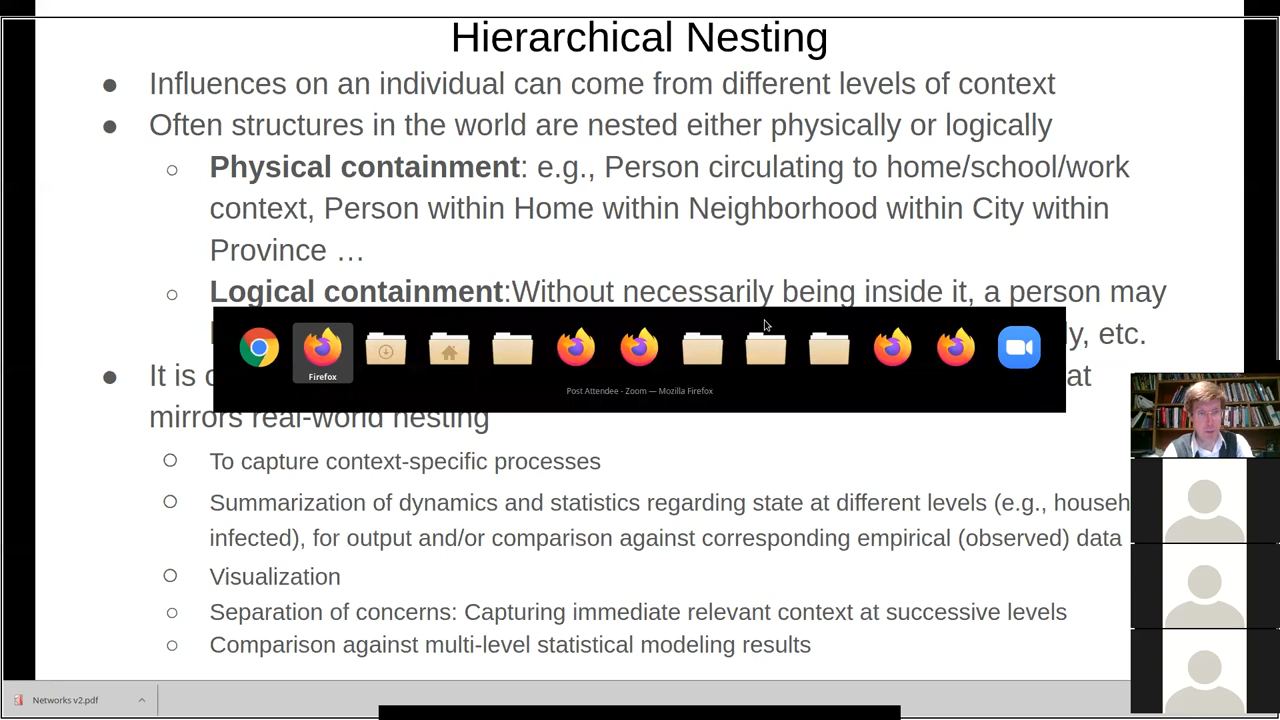 Hierarchical Nesting
● Influences on an individual can come from different levels of context
● Often structures in the world are nested either physically or logically
○ Physical containment: e.g., Person circulating to home/school/work
context, Person within Home within Neighborhood within City within
Province …
○ Logical containment:Without necessarily being inside it, a person may
y, etc.
● It is at
mirrors real-world nesting
Firefox
Post Attendee - Zoom — Mozilla Firefox
○ To capture context-specific processes
○ Summarization of dynamics and statistics regarding state at different levels (e.g., househ
infected), for output and/or comparison against corresponding empirical (observed) data
○ Visualization
○ Separation of concerns: Capturing immediate relevant context at successive levels
○ Comparison against multi-level statistical modeling results
Networks v2.pdf